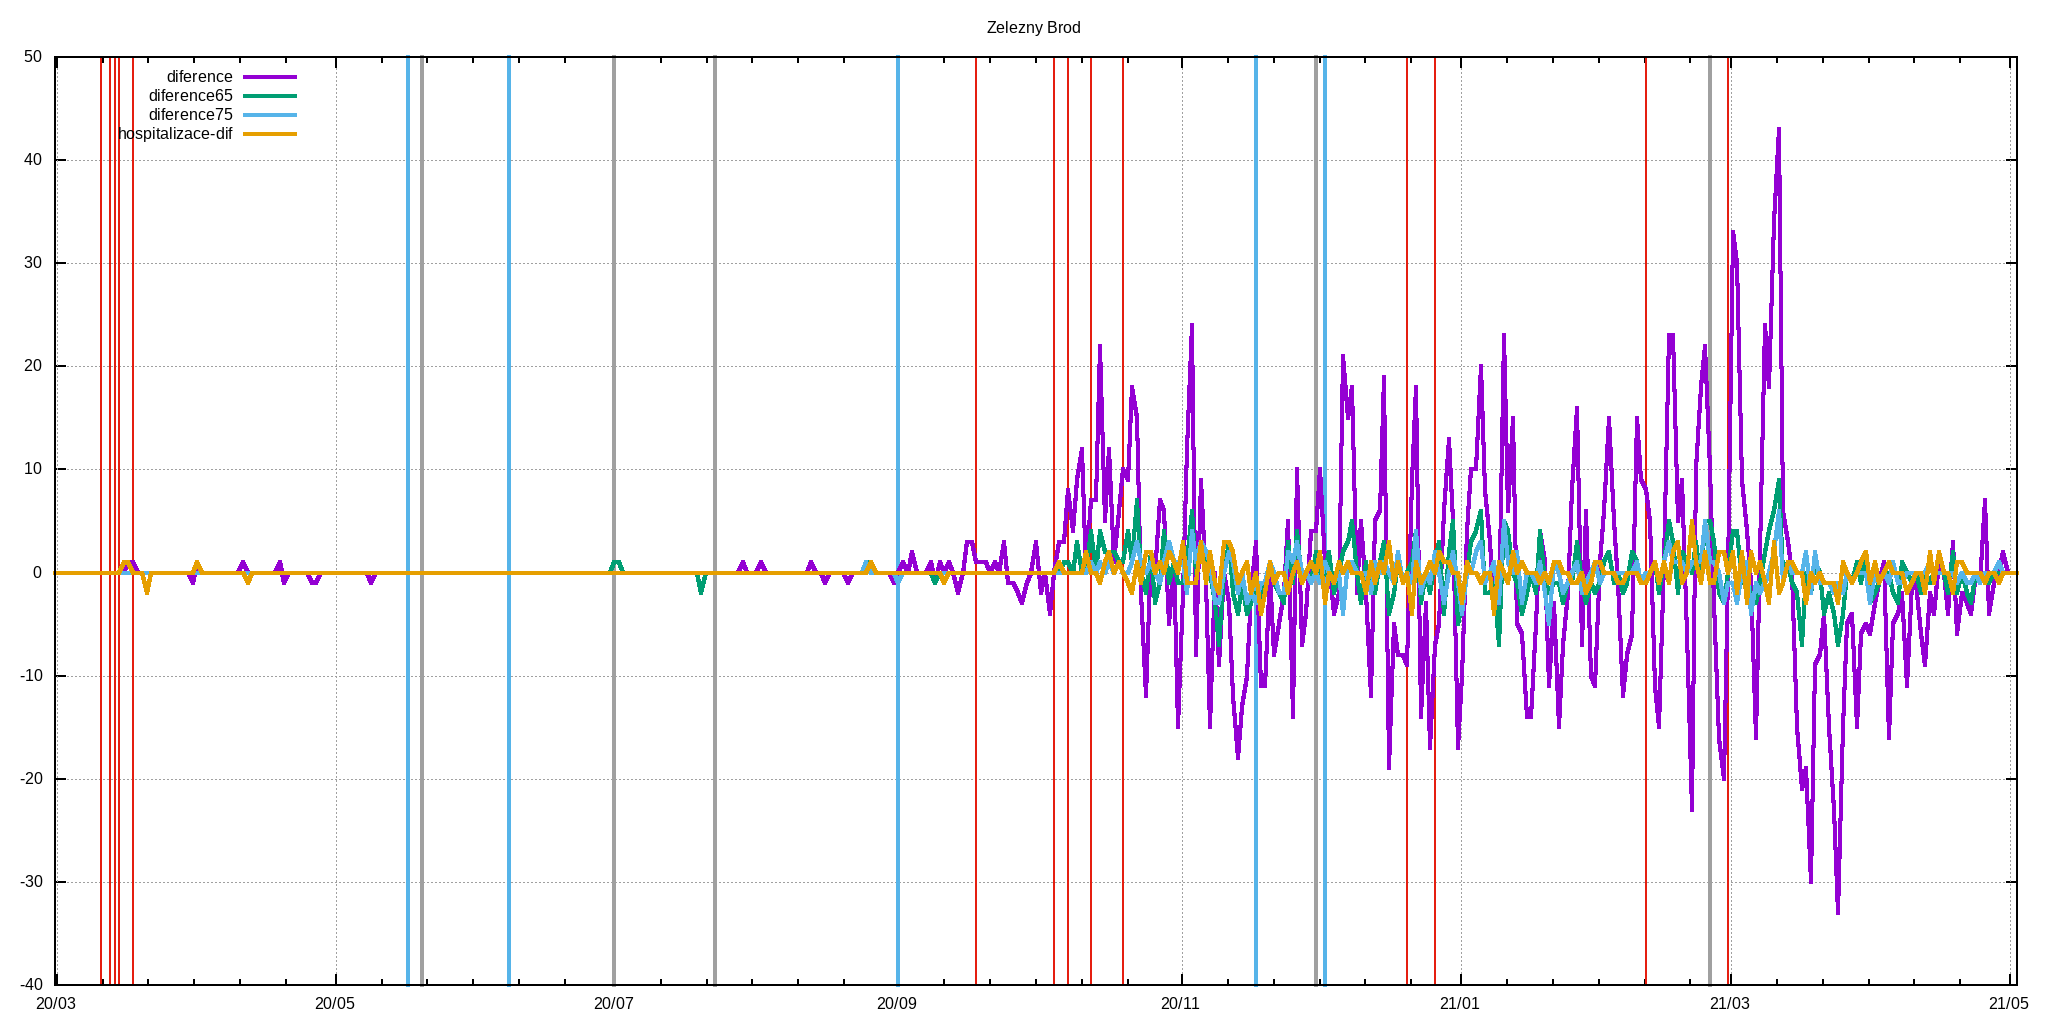 Zelezny Brod
50
diference
diference65
diference75
hospitalizace-dif
40
30
20
10
0
-10
-20
-30
-40
20/03 20/05 20/07 20/09 20/11 21/01 21/03 21/05